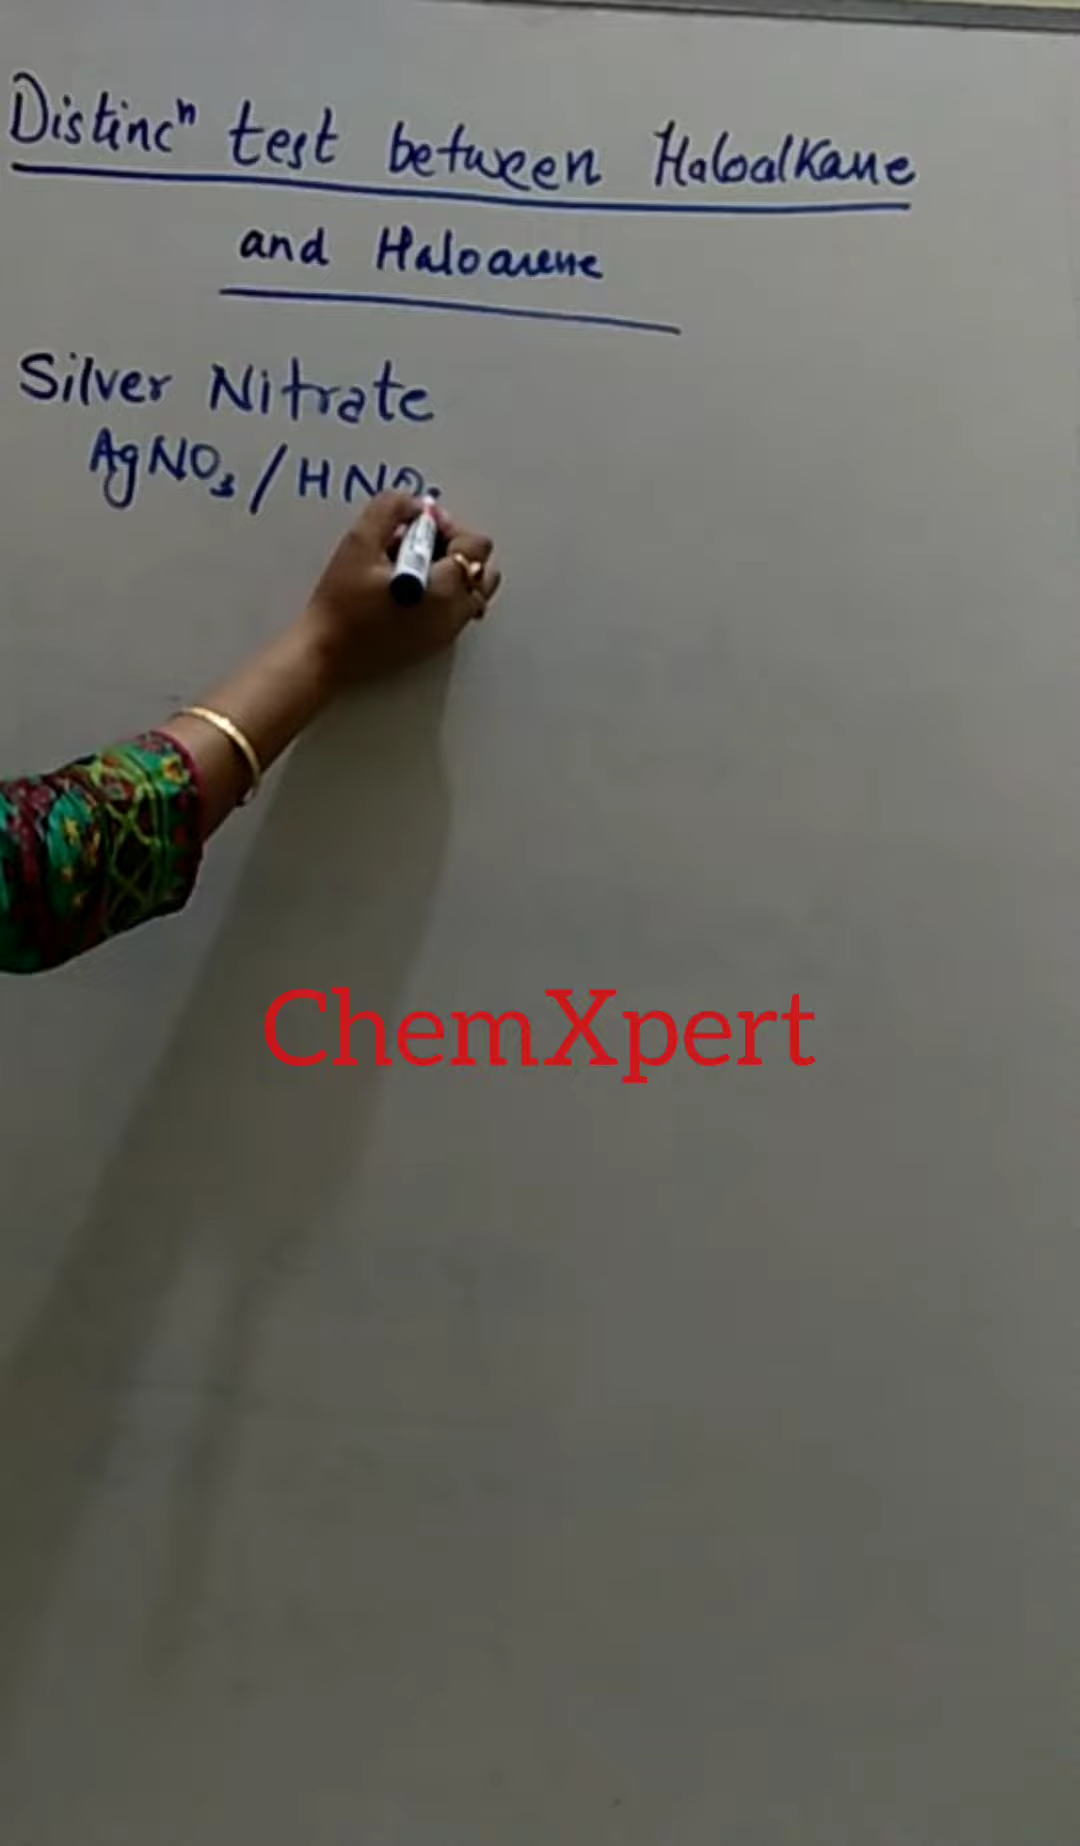 Distincⁿ test between Haloalkane
and Haloarene
Silver Nitrate
AgNO₃/HNO₃
ChemXpert